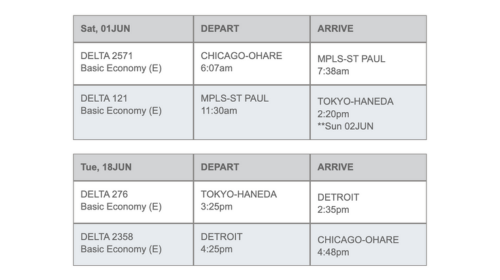 Sat, 01JUN DEPART ARRIVE
DELTA 2571 CHICAGO-OHARE MPLS-ST PAUL
Basic Economy (E) 6:07am 7:38am
DELTA 121 MPLS-ST PAUL TOKYO-HANEDA
Basic Economy (E) 11:30am 2:20pm
**Sun 02JUN
Tue, 18JUN DEPART ARRIVE
DELTA 276 TOKYO-HANEDA DETROIT
Basic Economy (E) 3:25pm 2:35pm
DELTA 2358 DETROIT CHICAGO-OHARE
Basic Economy (E) 4:25pm 4:48pm